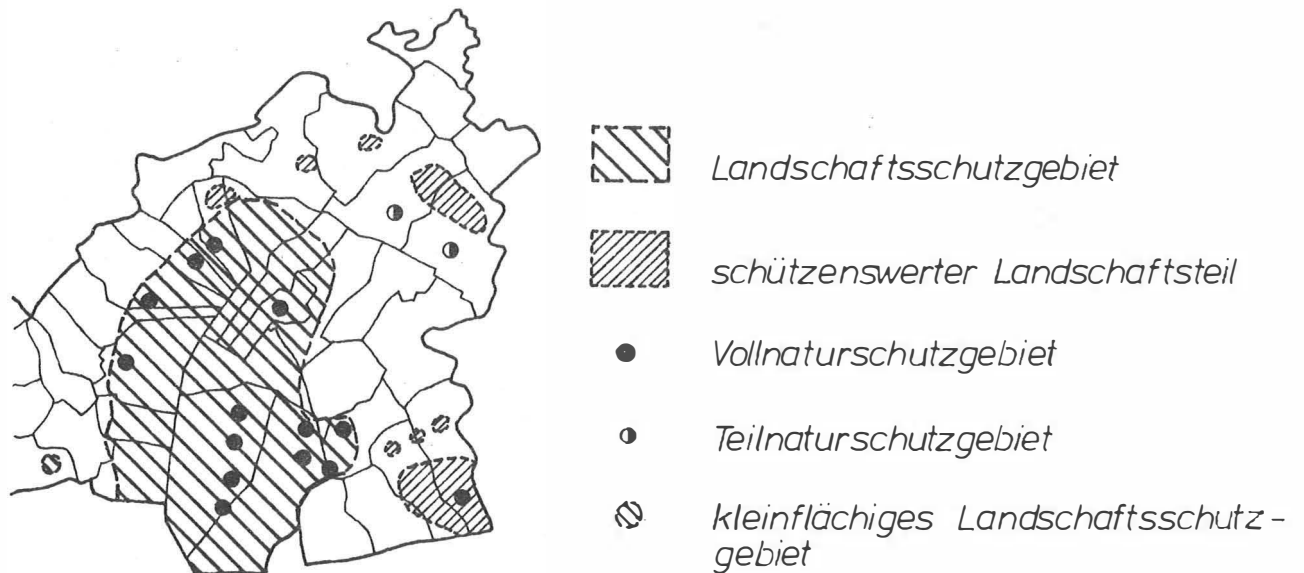 Landschaftsschutzgebiet
schützenswerter Landschaftsteil
Vollnaturschutzgebiet
Teilnaturschutzgebiet
kleinflächiges Landschaftsschutz-
gebiet